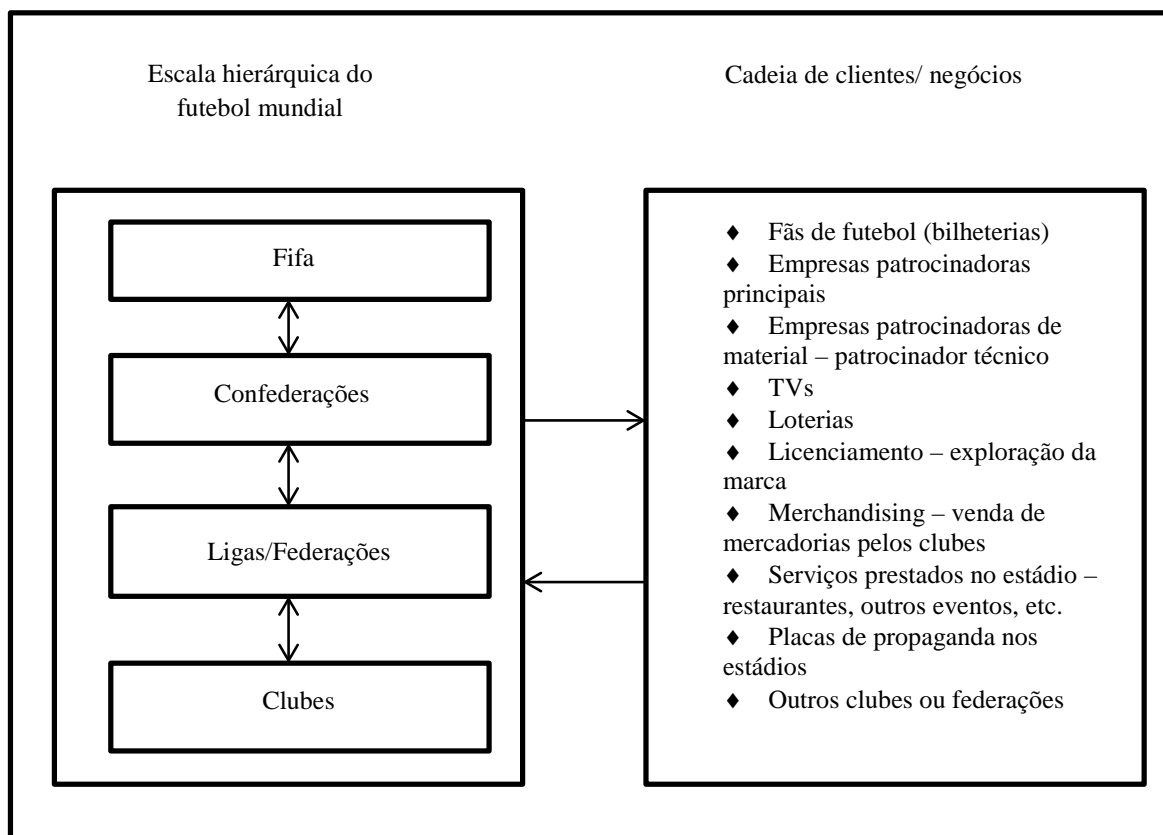 Escala hierárquica do
futebol mundial
Cadeia de clientes/ negócios
Fifa
Confederações
Ligas/Federações
Clubes
♦ Fãs de futebol (bilheterias)
♦ Empresas patrocinadoras
principais
♦ Empresas patrocinadoras de
material – patrocinador técnico
♦ TVs
♦ Loterias
♦ Licenciamento – exploração da
marca
♦ Merchandising – venda de
mercadorias pelos clubes
♦ Serviços prestados no estádio –
restaurantes, outros eventos, etc.
♦ Placas de propaganda nos
estádios
♦ Outros clubes ou federações